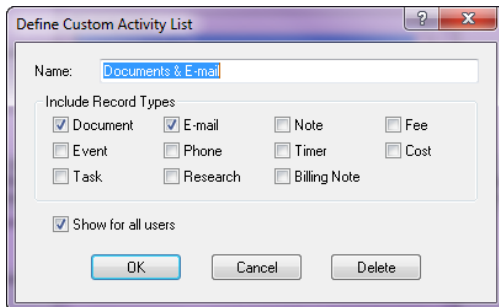 Define Custom Activity List
Name: Documents & E-mail
Include Record Types
Document E-mail Note Fee
Event Phone Timer Cost
Task Research Billing Note
Show for all users
OK Cancel Delete